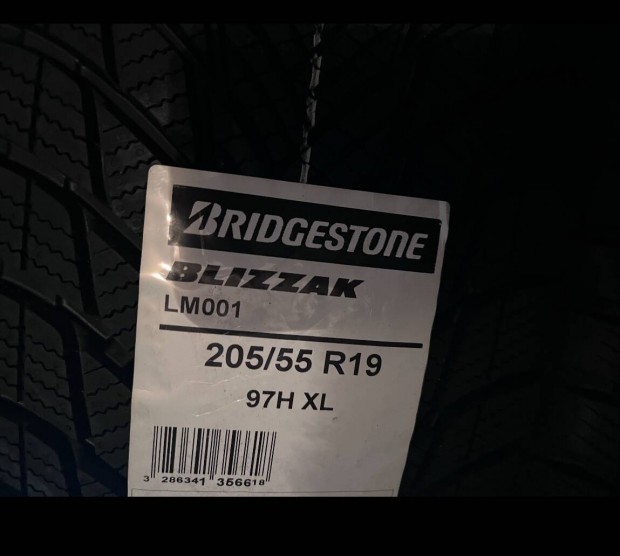 BRIDGESTONE
BLIZZAK
LM001
205/55 R19
97H XL
3 286341 356618